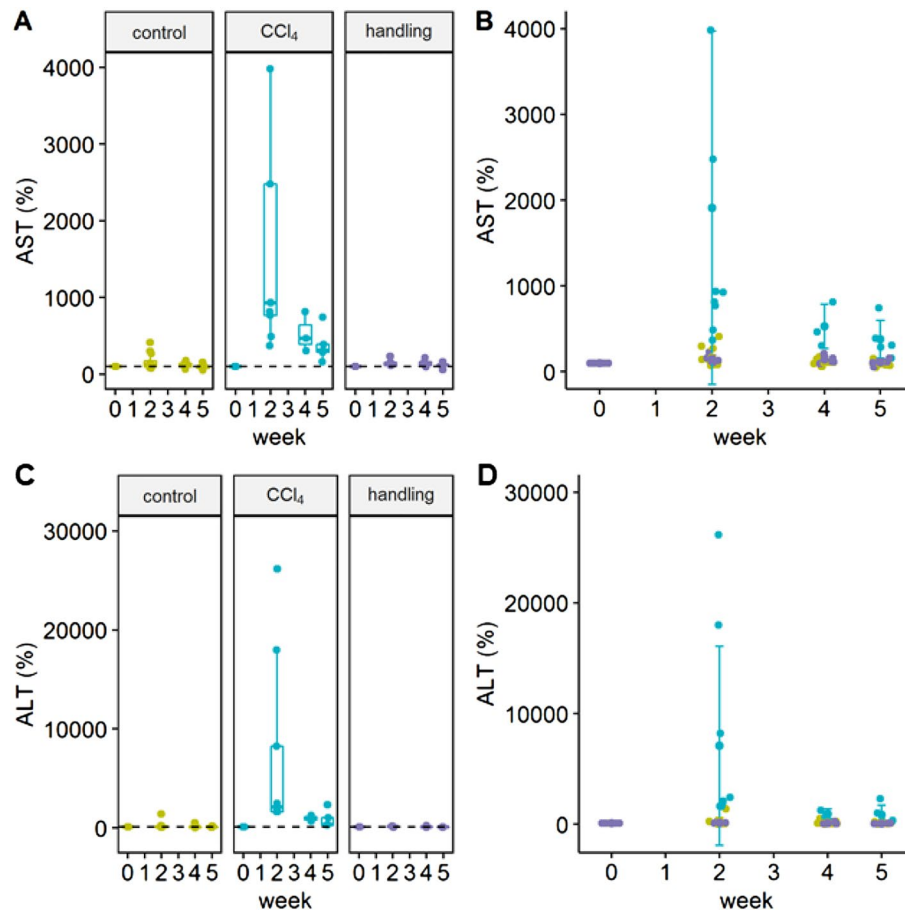 A
control CCl₄ handling
AST (%)
4000
3000
2000
1000
0
0 1 2 3 4 5 0 1 2 3 4 5 0 1 2 3 4 5
week
B
AST (%)
4000
3000
2000
1000
0
0 1 2 3 4 5
week
C
control CCl₄ handling
ALT (%)
30000
20000
10000
0
0 1 2 3 4 5 0 1 2 3 4 5 0 1 2 3 4 5
week
D
ALT (%)
30000
20000
10000
0
0 1 2 3 4 5
week